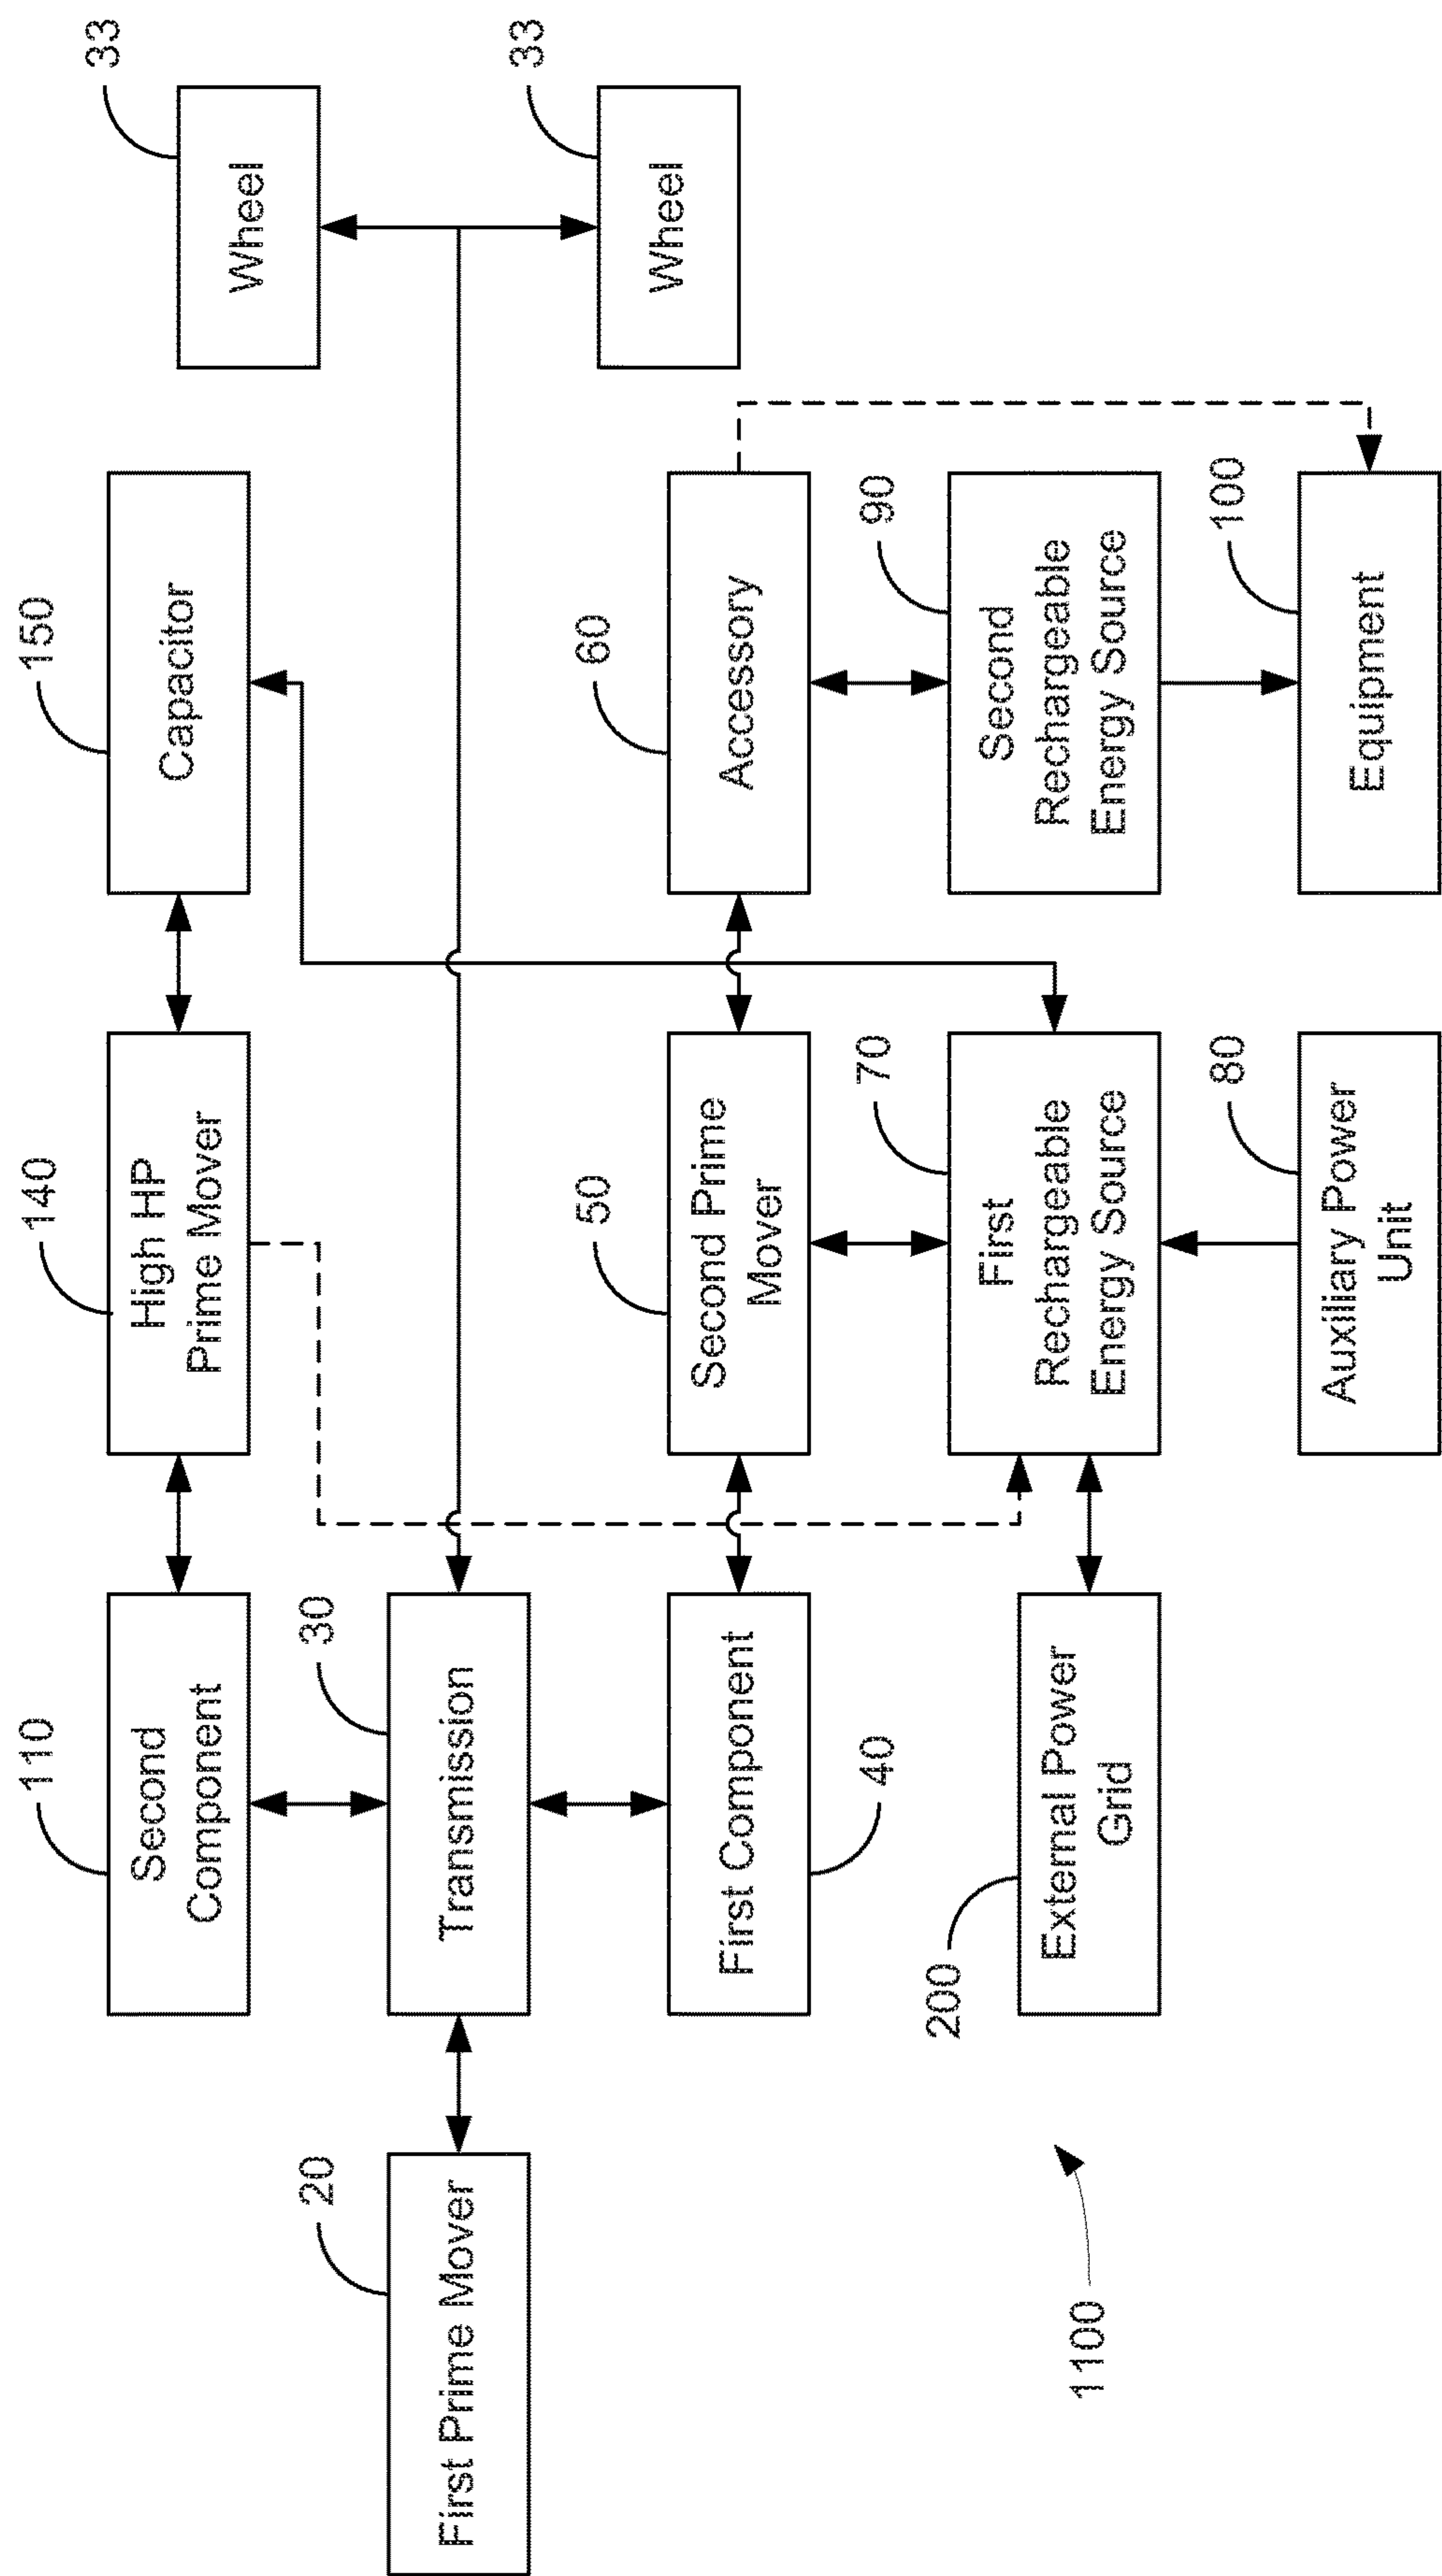 110
Second
Component
140
High HP
Prime Mover
150
Capacitor
33
Wheel
20
First Prime Mover
30
Transmission
33
Wheel
First Component
40
50
Second Prime
Mover
60
Accessory
200
External Power
Grid
70
First
Rechargeable
Energy Source
90
Second
Rechargeable
Energy Source
1100
80
Auxiliary Power
Unit
100
Equipment